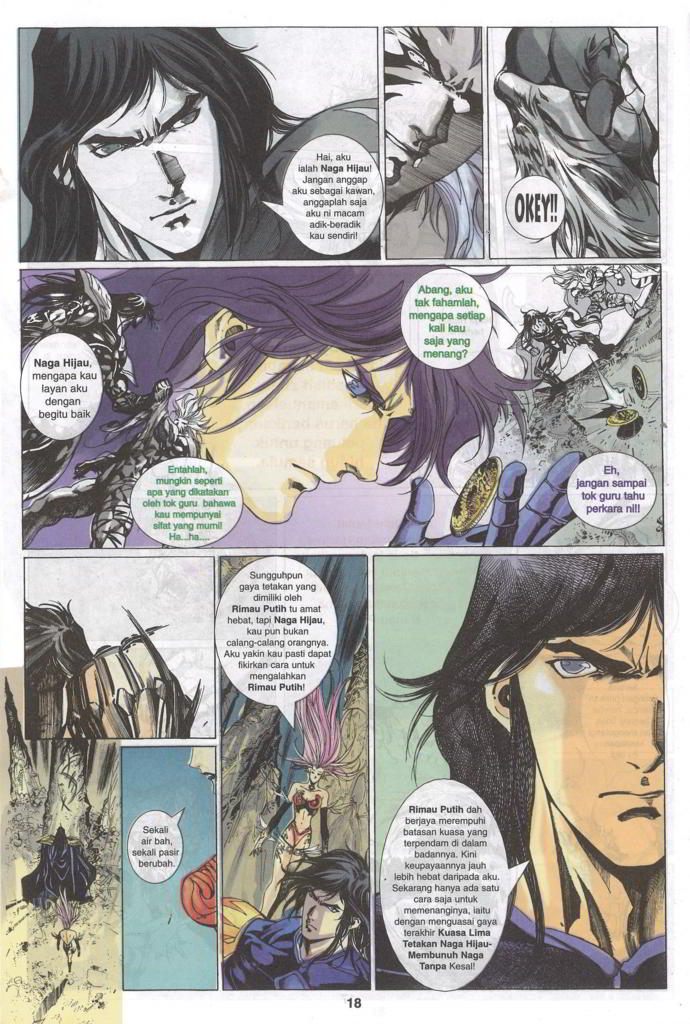 Hai, aku
ialah Naga Hijau!
Jangan anggap
aku sebagai kawan,
anggaplah saja
aku ni macam
adik-beradik
kau sendiri!
OKEY!!
Naga Hijau,
mengapa kau
layan aku
dengan
begitu baik
Entahlah,
mungkin seperti
apa yang dikatakan
oleh tok guru bahawa
kau mempunyai
sifat yang murni!
Ha...ha....
Abang, aku
tak fahamlah,
mengapa setiap
kali kau
saja yang
menang?
Eh,
jangan sampai
tok guru tahu
perkara ni!!
Sungguhpun
gaya tetakan yang
dimiliki oleh
Rimau Putih tu amat
hebat, tapi Naga Hijau,
kau pun bukan
calang-calang orangnya.
Aku yakin kau pasti dapat
fikirkan cara untuk
mengalahkan
Rimau Putih!
Sekali
air bah,
sekali pasir
berubah.
Rimau Putih dah
berjaya merempuhi
batasan kuasa yang
terpendam di dalam
badannya. Kini
keupayaannya jauh
lebih hebat daripada aku.
Sekarang hanya ada satu
cara saja untuk
memenanginya, iaitu
dengan menguasai gaya
terakhir Kuasa Lima
Tetakan Naga Hijau-
Membunuh Naga
Tanpa Kesal!
18